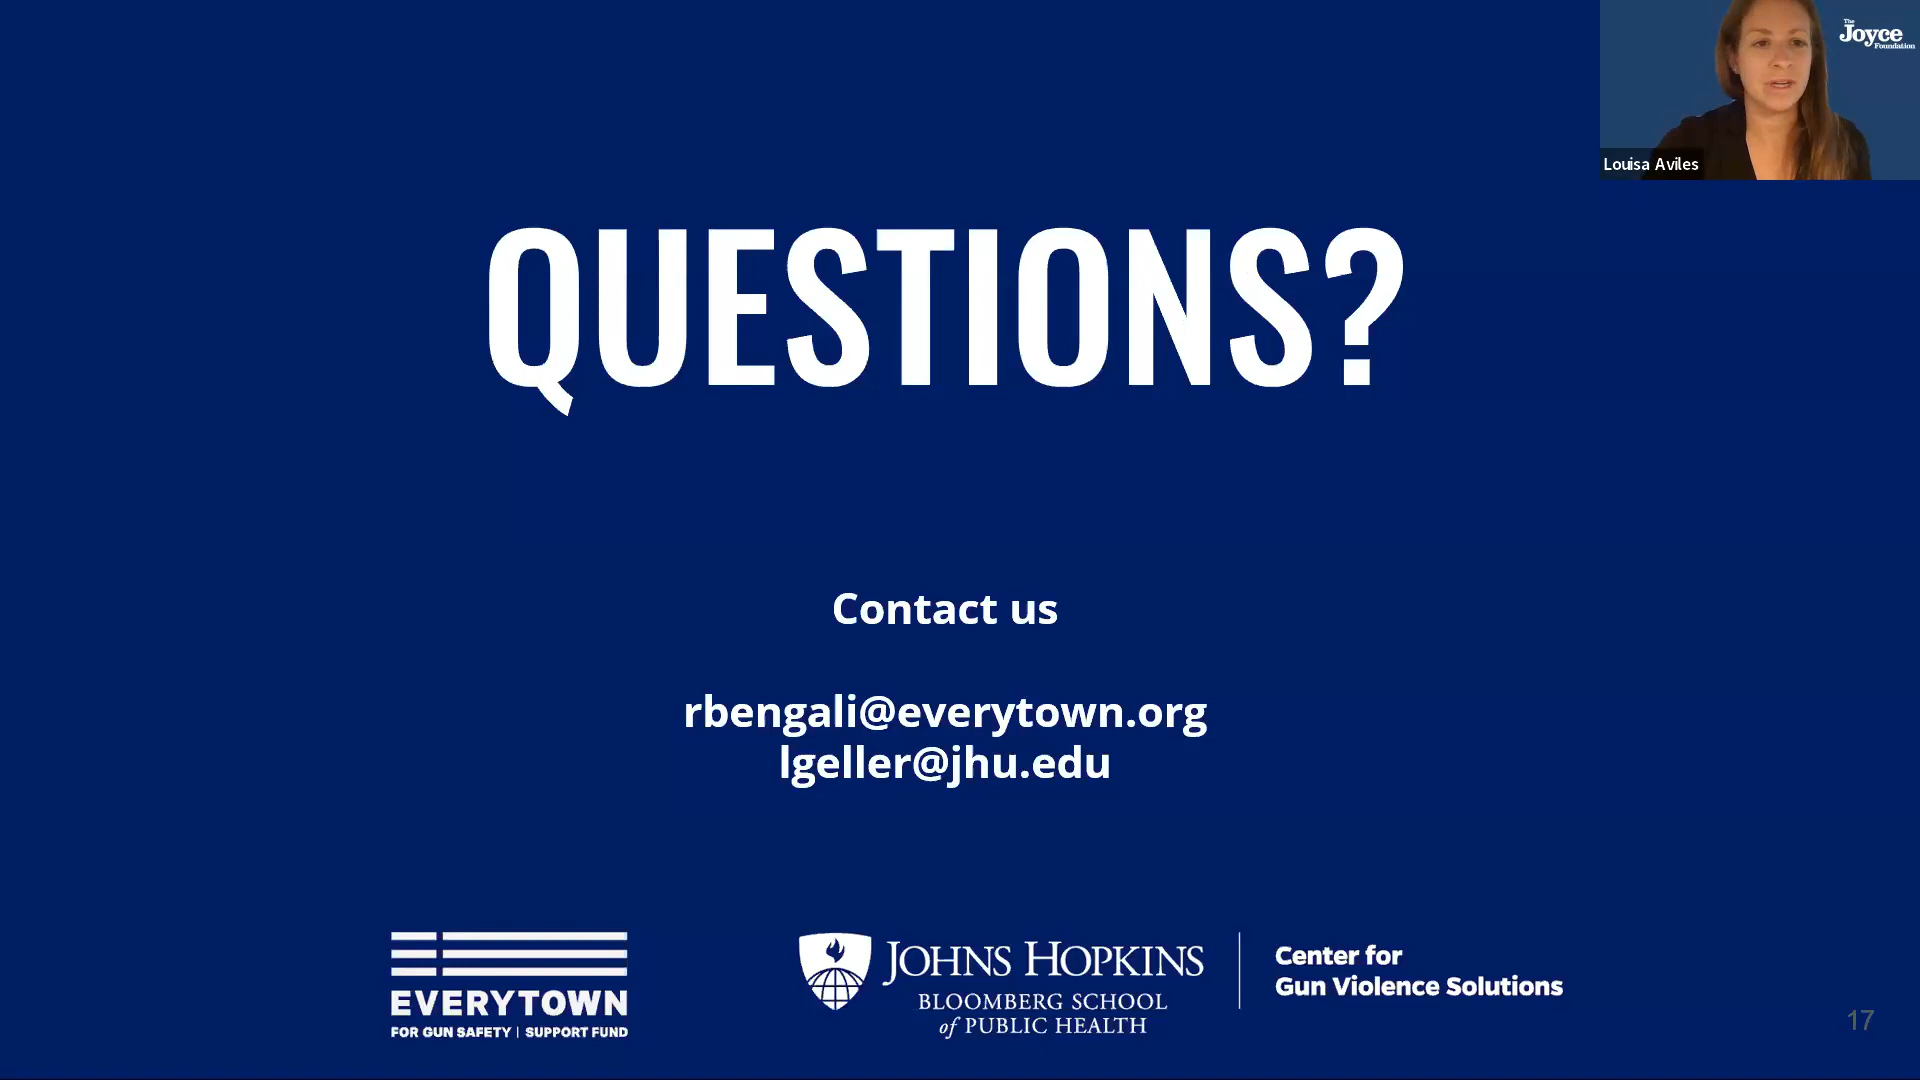 The
Joyce
Foundation
Louisa Aviles
QUESTIONS?
Contact us
rbengali@everytown.org
lgeller@jhu.edu
EVERYTOWN
FOR GUN SAFETY | SUPPORT FUND
JOHNS HOPKINS
BLOOMBERG SCHOOL
of PUBLIC HEALTH
Center for
Gun Violence Solutions
17